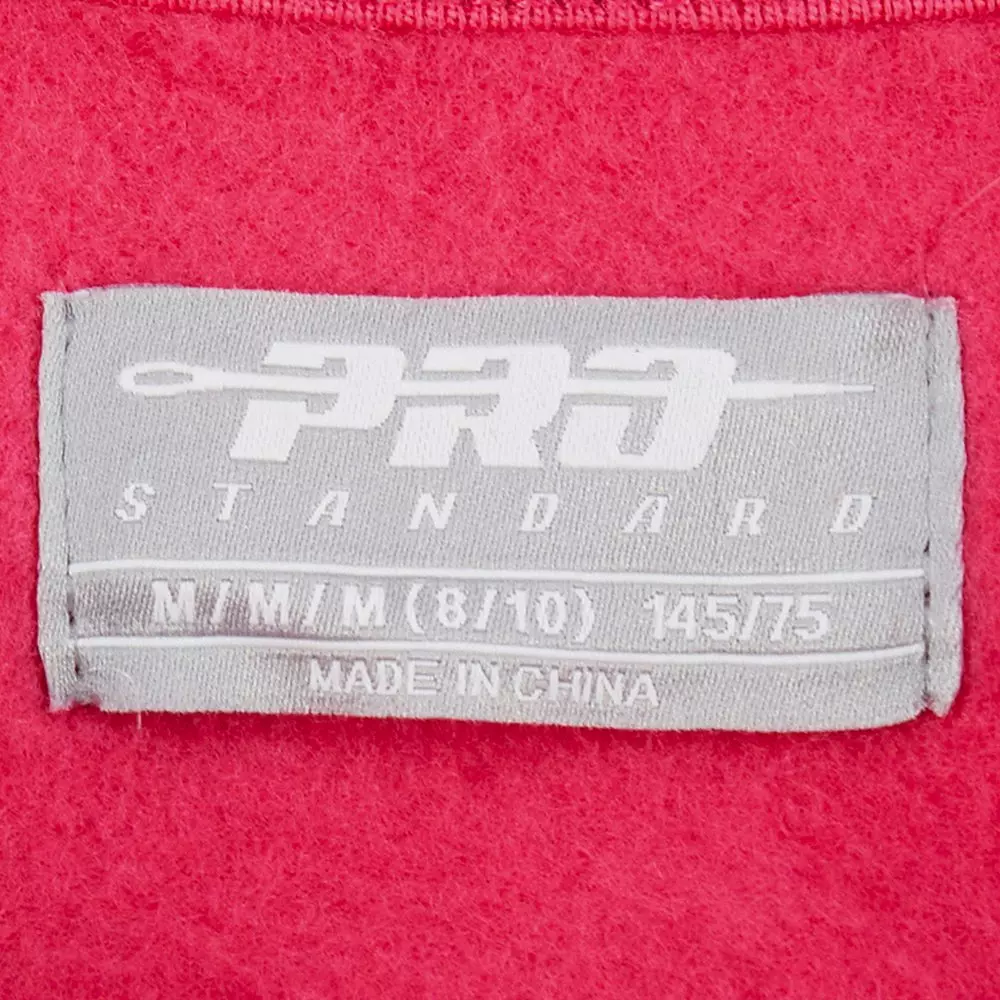 PRO
STANDARD
M/M/M (8/10) 145/75
MADE IN CHINA